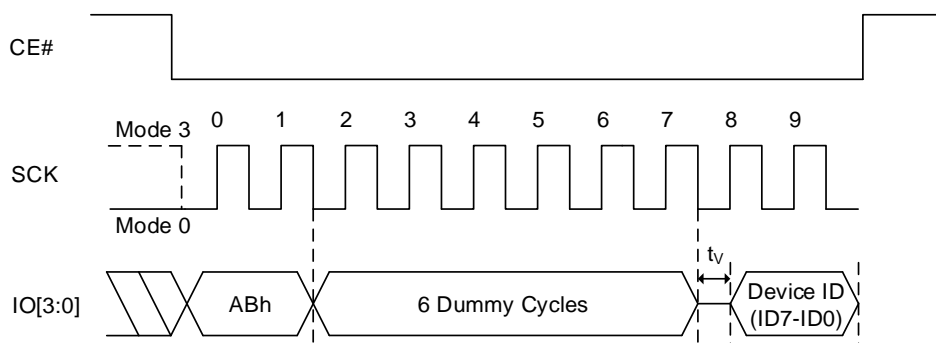 CE#
0 1 2 3 4 5 6 7 8 9
Mode 3
SCK
Mode 0
tV
IO[3:0]
ABh
6 Dummy Cycles
Device ID
(ID7-ID0)